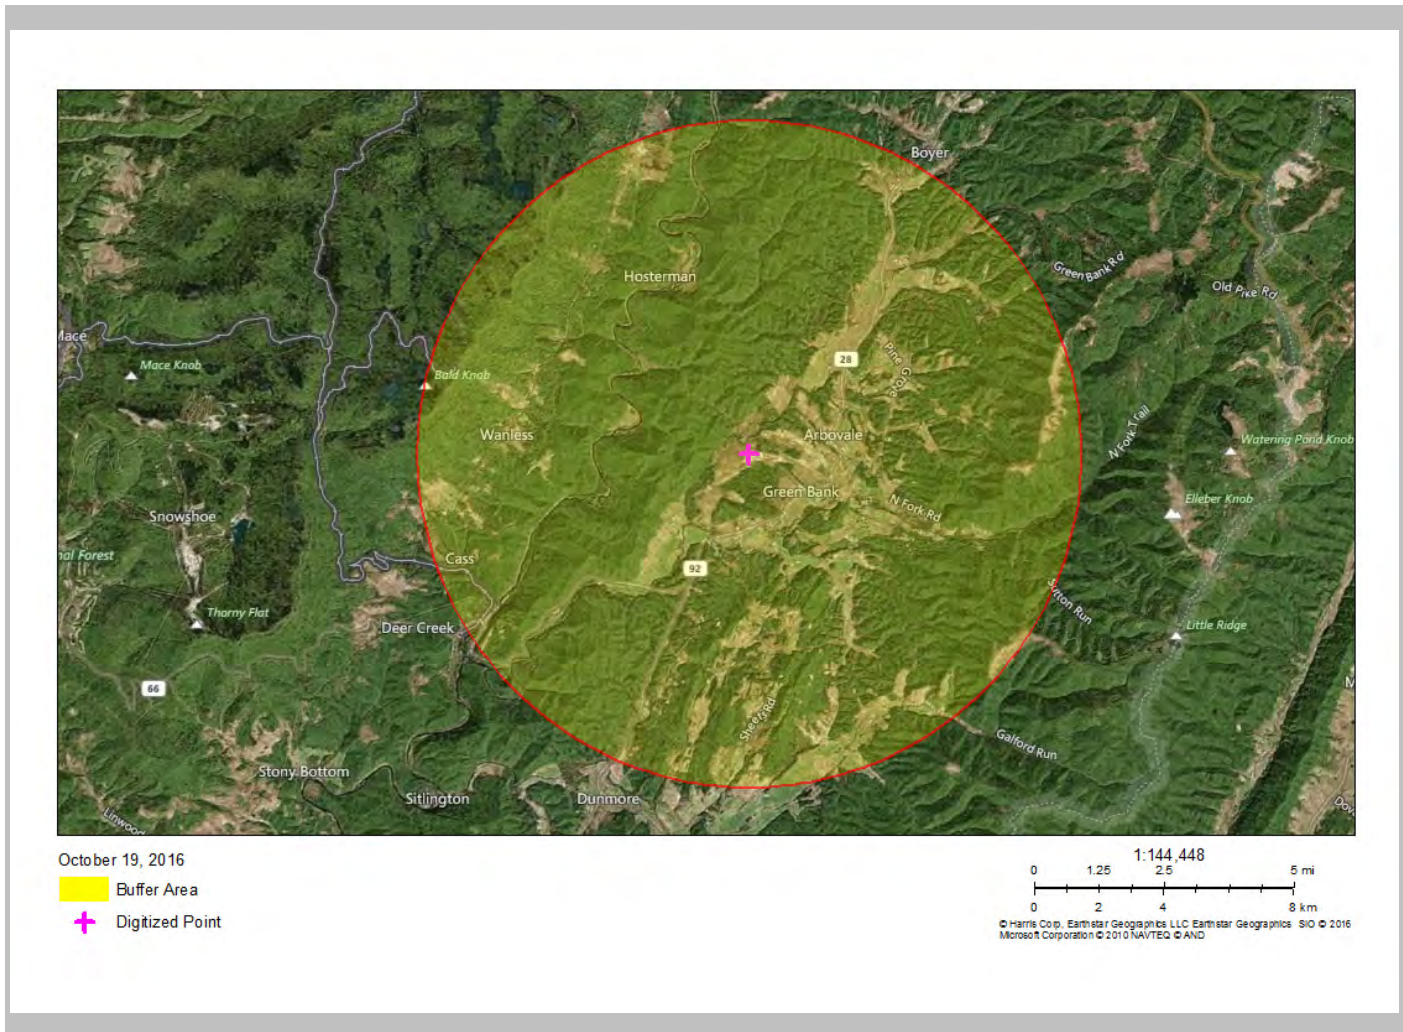 Boyer
Hosterman
Green Bank Rd
Old Pike Rd
Mace
28
Mace Knob
Bald Knob
Pine Grove
N Fork Trail
Wanless
Arbovale
Watering Pond Knob
Green Bank
Elleber Knob
N Fork Rd
Snowshoe
nal Forest
Cass
92
Sutton Run
Thorny Flat
Deer Creek
Little Ridge
66
M
Sheets Rd
Galford Run
Stony Bottom
Sitlington
Dunmore
Linwood
Dov
October 19, 2016
Buffer Area
Digitized Point
1:144,448
0 1.25 2.5 5 mi
0 2 4 8 km
© Harris Corp, Earthstar Geographics LLC Earthstar Geographics SIO © 2016
Microsoft Corporation © 2010 NAVTEQ © AND